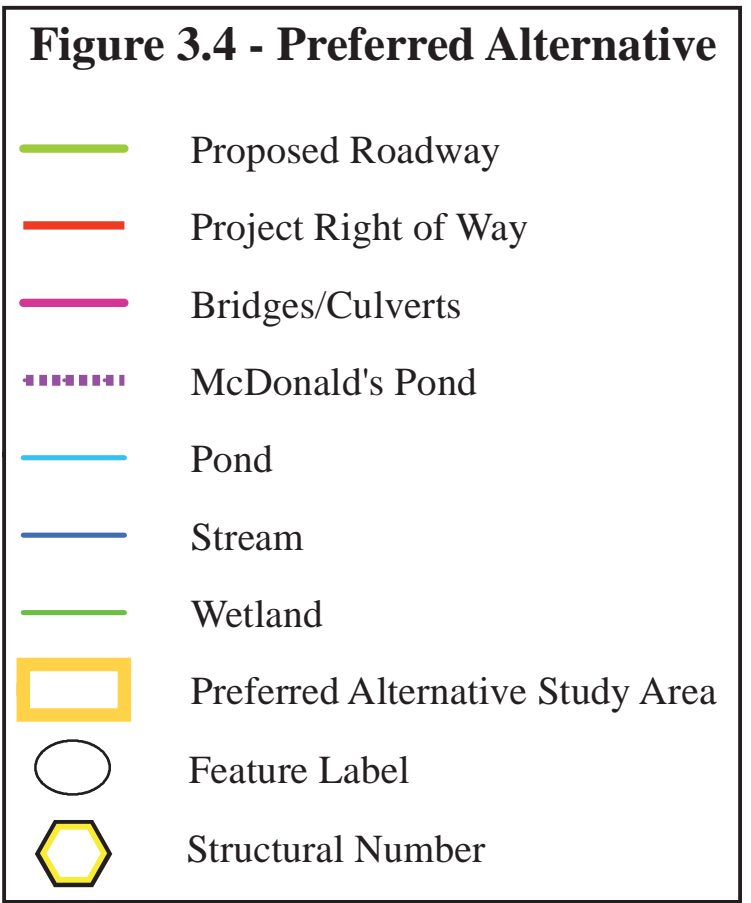 Figure 3.4 - Preferred Alternative
Proposed Roadway
Project Right of Way
Bridges/Culverts
McDonald's Pond
Pond
Stream
Wetland
Preferred Alternative Study Area
Feature Label
Structural Number